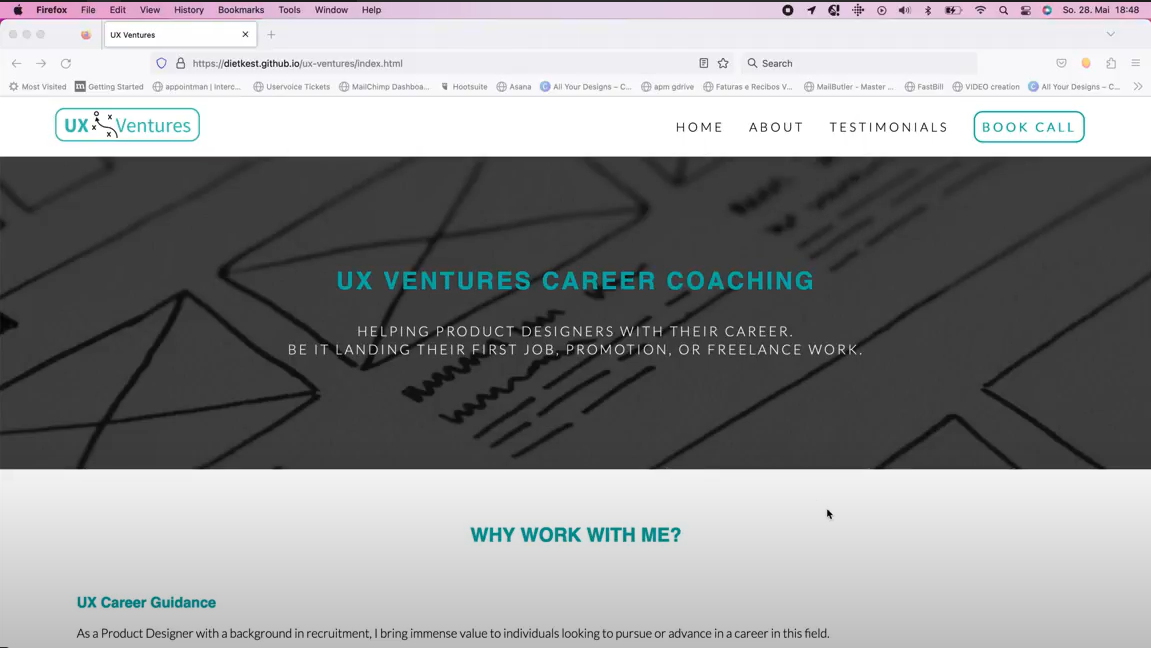 Firefox File Edit View History Bookmarks Tools Window Help So. 28. Mai 18:48
UX Ventures
https://dietkest.github.io/ux-ventures/index.html Search
Most Visited Getting Started appointman | interc... Uservoice Tickets MailChimp Dashboa... Hootsuite Asana All Your Designs – C... apm gdrive Faturas e Recibos V... MailButler - Master ... FastBill VIDEO creation All Your Designs – C...
UX Ventures HOME ABOUT TESTIMONIALS BOOK CALL
UX VENTURES CAREER COACHING
HELPING PRODUCT DESIGNERS WITH THEIR CAREER.
BE IT LANDING THEIR FIRST JOB, PROMOTION, OR FREELANCE WORK.
WHY WORK WITH ME?
UX Career Guidance
As a Product Designer with a background in recruitment, I bring immense value to individuals looking to pursue or advance in a career in this field.